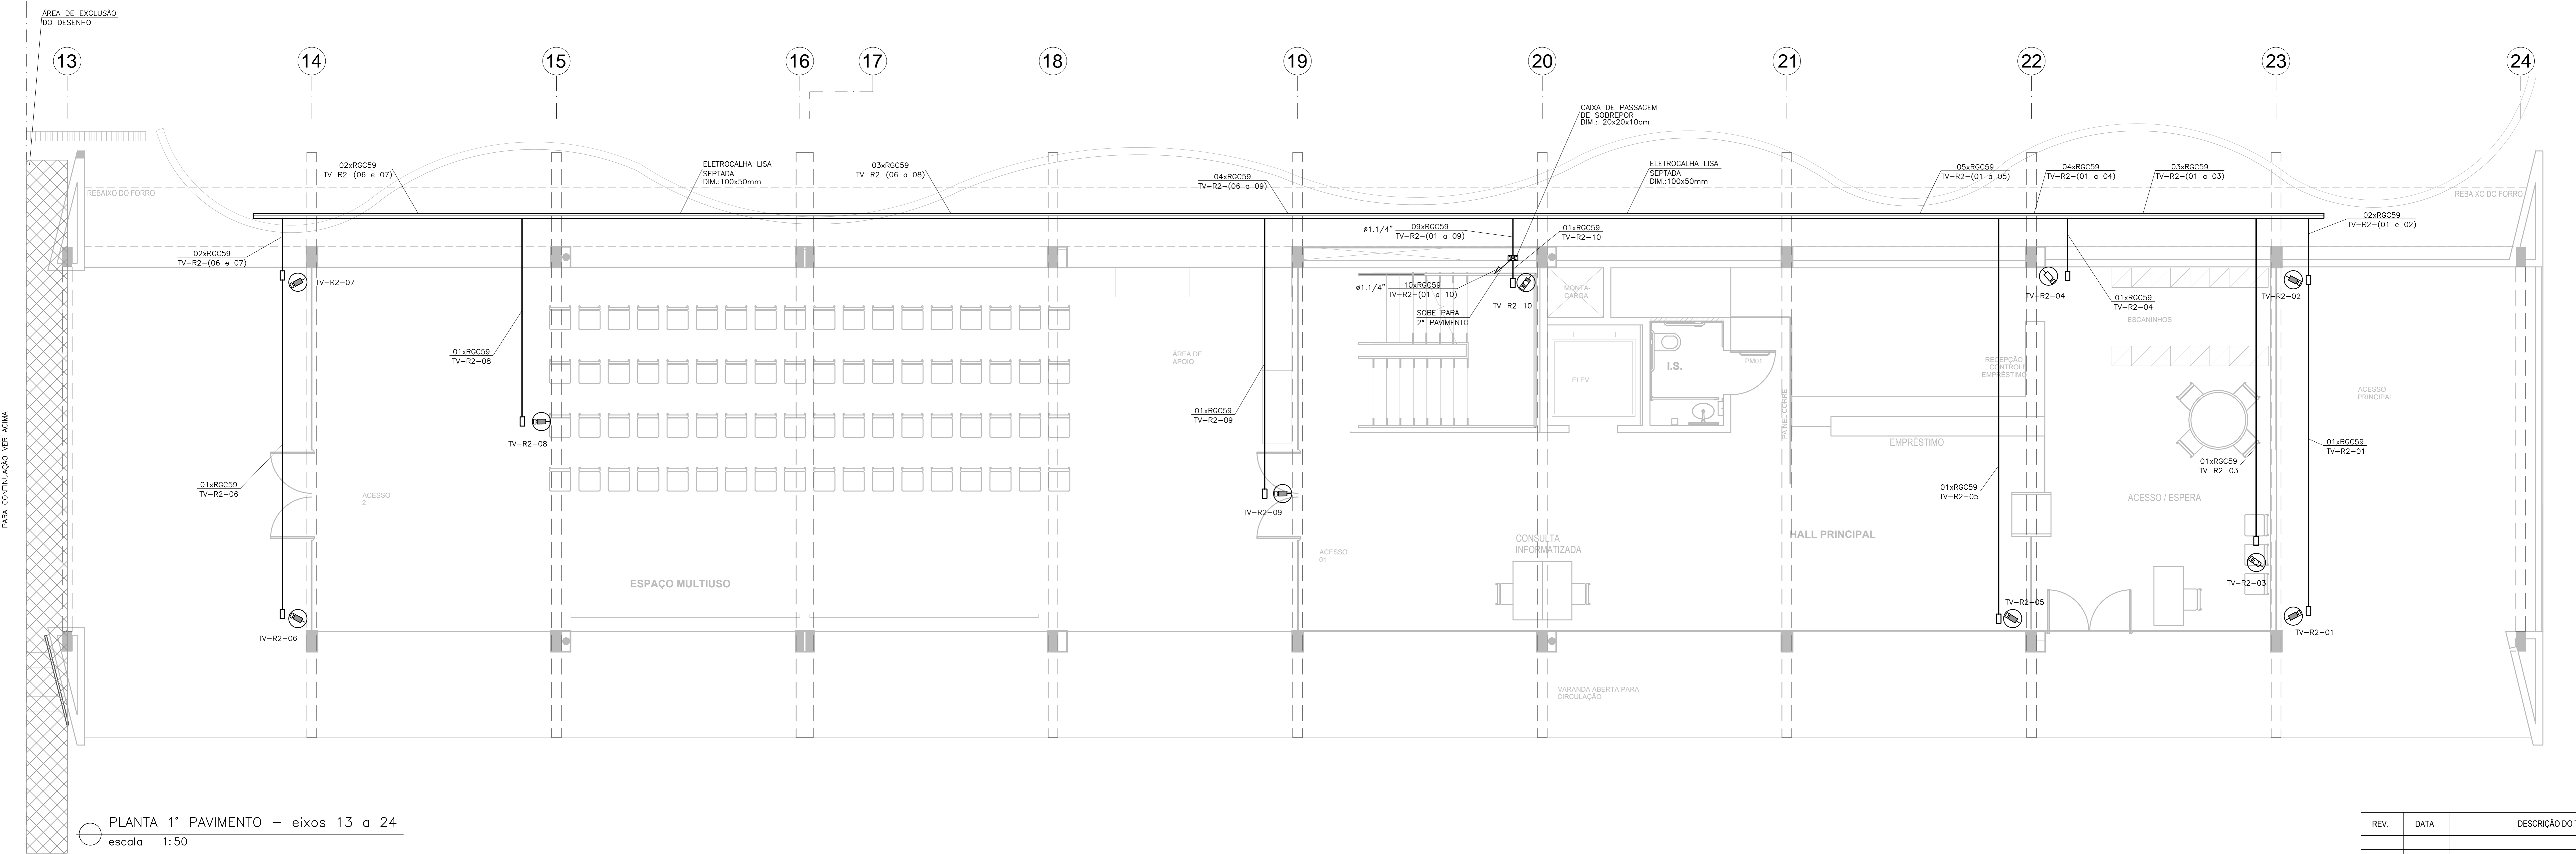 ÁREA DE EXCLUSÃO
DO DESENHO
13
14
15
16
17
18
19
20
21
22
23
24
CAIXA DE PASSAGEM
DE SOBREPOR
DIM.: 20x20x10cm
REBAIXO DO FORRO
02xRGC59
TV-R2-(06 e 07)
ELETROCALHA LISA
SEPTADA
DIM.:100x50mm
03xRGC59
TV-R2-(06 a 08)
04xRGC59
TV-R2-(06 a 09)
ELETROCALHA LISA
SEPTADA
DIM.:100x50mm
05xRGC59
TV-R2-(01 a 05)
04xRGC59
TV-R2-(01 a 04)
03xRGC59
TV-R2-(01 a 03)
REBAIXO DO FORRO
02xRGC59
TV-R2-(01 e 02)
02xRGC59
TV-R2-(06 e 07)
ø1.1/4"
09xRGC59
TV-R2-(01 a 09)
01xRGC59
TV-R2-10
TV-R2-07
ø1.1/4"
10xRGC59
TV-R2-(01 a 10)
TV-R2-10
SOBE PARA
2° PAVIMENTO
MONTA-
CARGA
TV-R2-04
01xRGC59
TV-R2-04
TV-R2-02
ESCANINHOS
01xRGC59
TV-R2-08
ÁREA DE
APOIO
ELEV.
I.S.
PM01
RECEPÇÃO
CONTROLE
EMPRÉSTIMO
ACESSO
PRINCIPAL
PAINEL CORRE
01xRGC59
TV-R2-09
TV-R2-08
EMPRÉSTIMO
01xRGC59
TV-R2-01
01xRGC59
TV-R2-03
PARA CONTINUAÇÃO VER ACIMA
01xRGC59
TV-R2-06
ACESSO
2
TV-R2-09
01xRGC59
TV-R2-05
ACESSO / ESPERA
ACESSO
01
CONSULTA
INFORMATIZADA
HALL PRINCIPAL
ESPAÇO MULTIUSO
TV-R2-03
TV-R2-05
TV-R2-06
TV-R2-01
VARANDA ABERTA PARA
CIRCULAÇÃO
PLANTA 1° PAVIMENTO – eixos 13 a 24
escala 1:50
REV.
DATA
DESCRIÇÃO DO